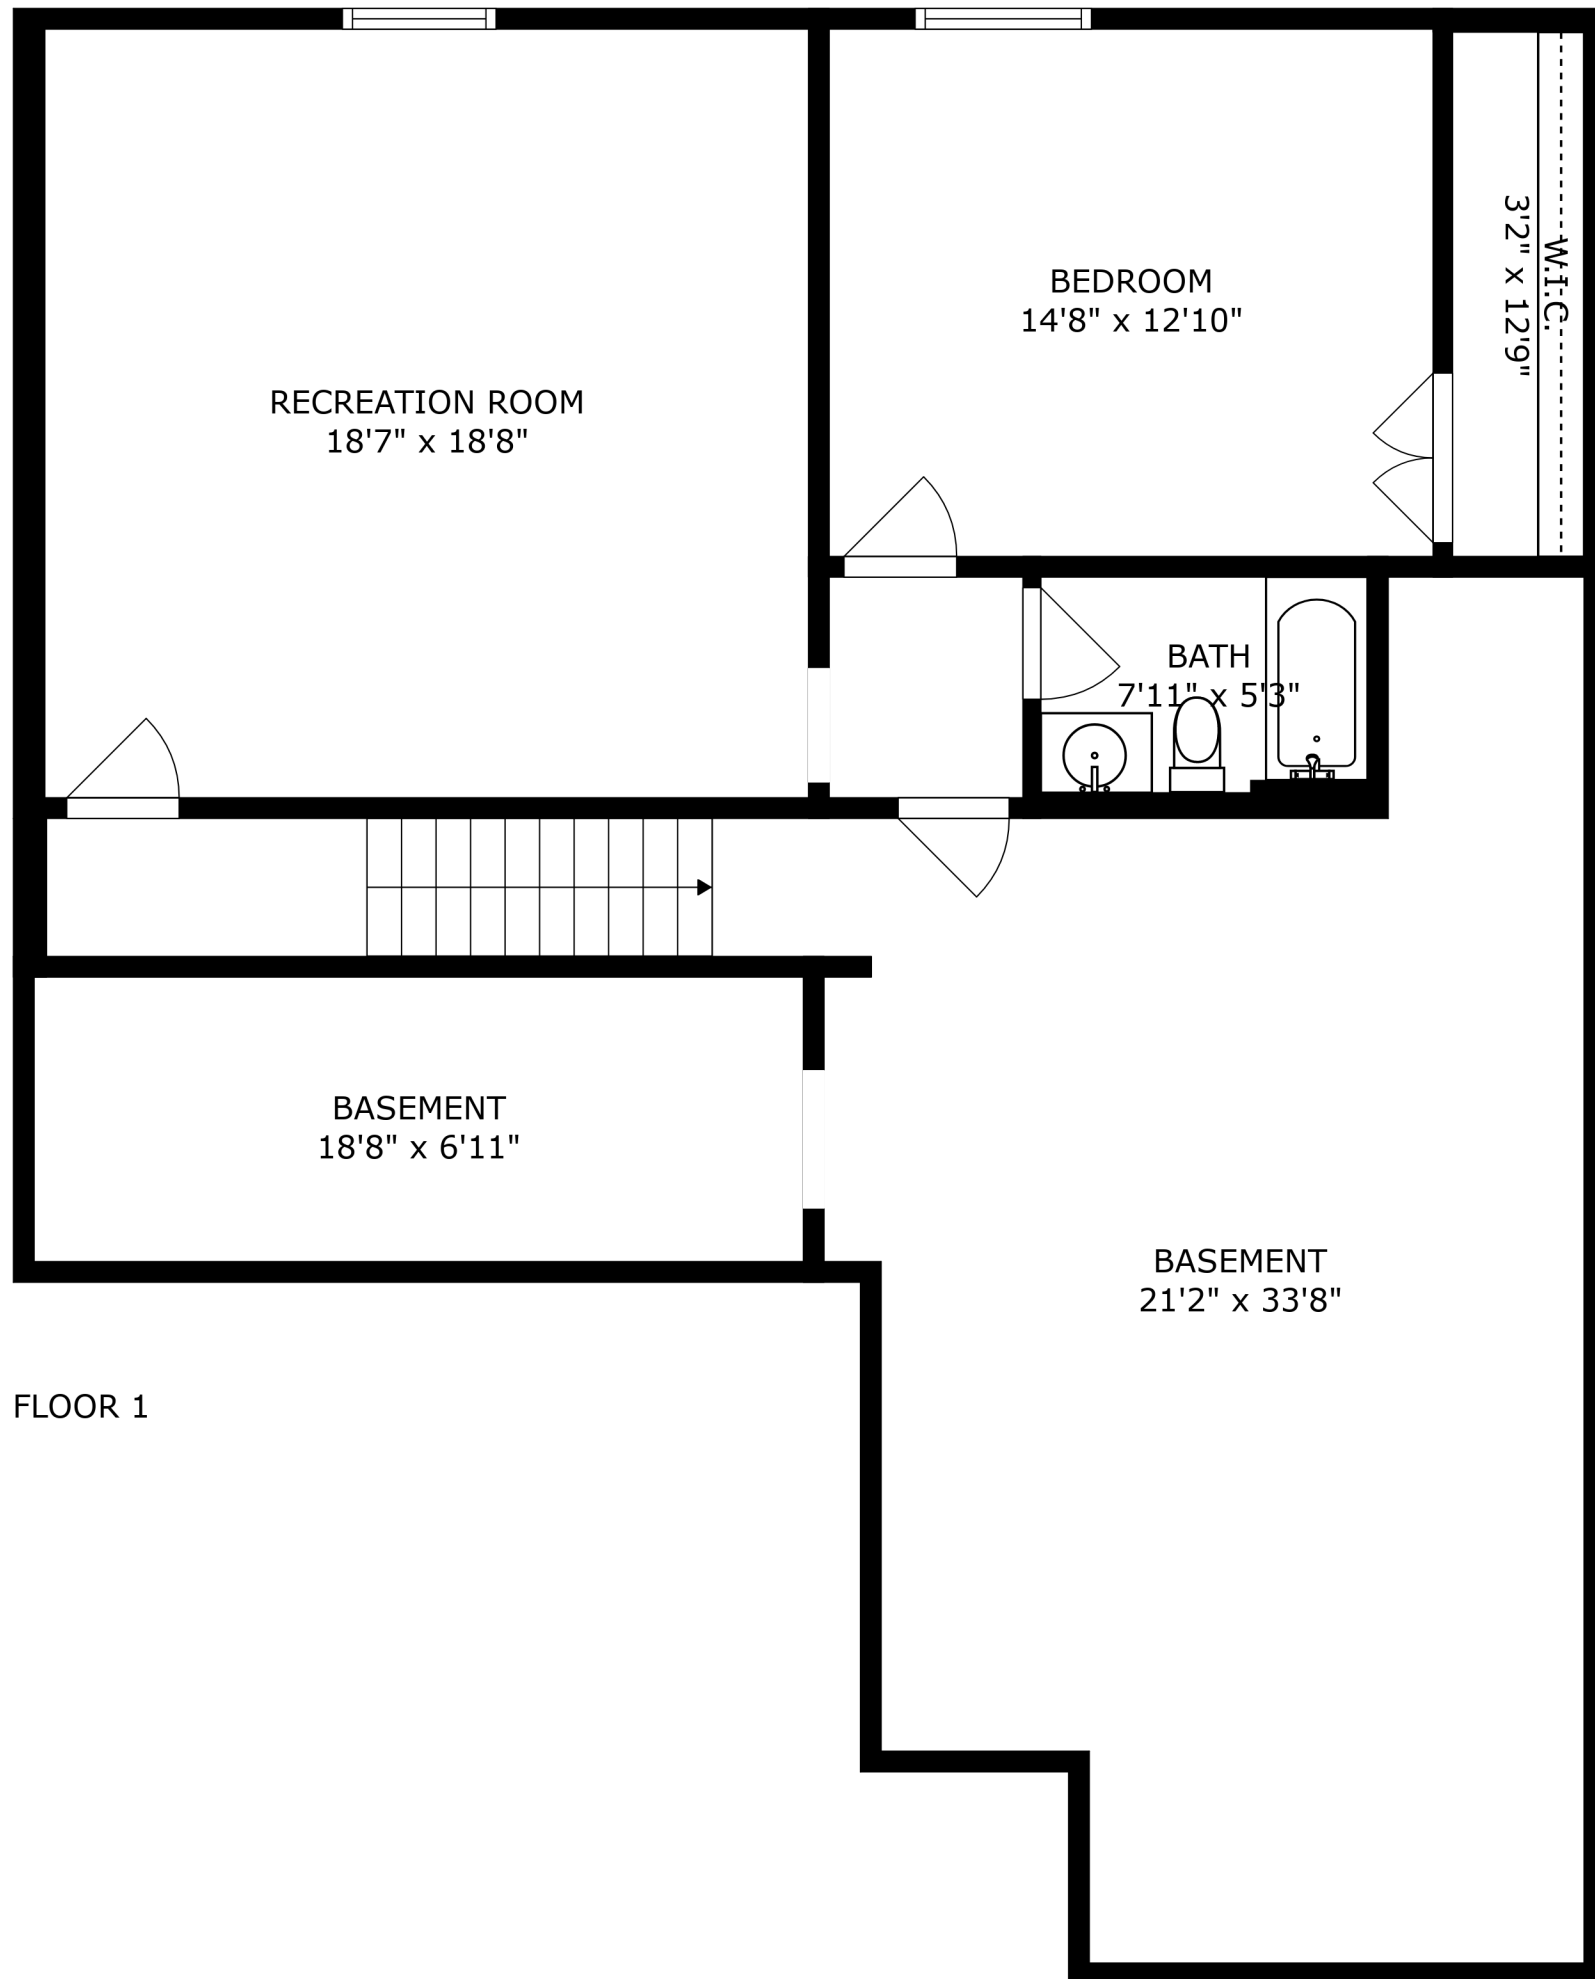 RECREATION ROOM
18'7" x 18'8"
BEDROOM
14'8" x 12'10"
W.I.C.
3'2" x 12'9"
BATH
7'11" x 5'3"
BASEMENT
18'8" x 6'11"
BASEMENT
21'2" x 33'8"
FLOOR 1